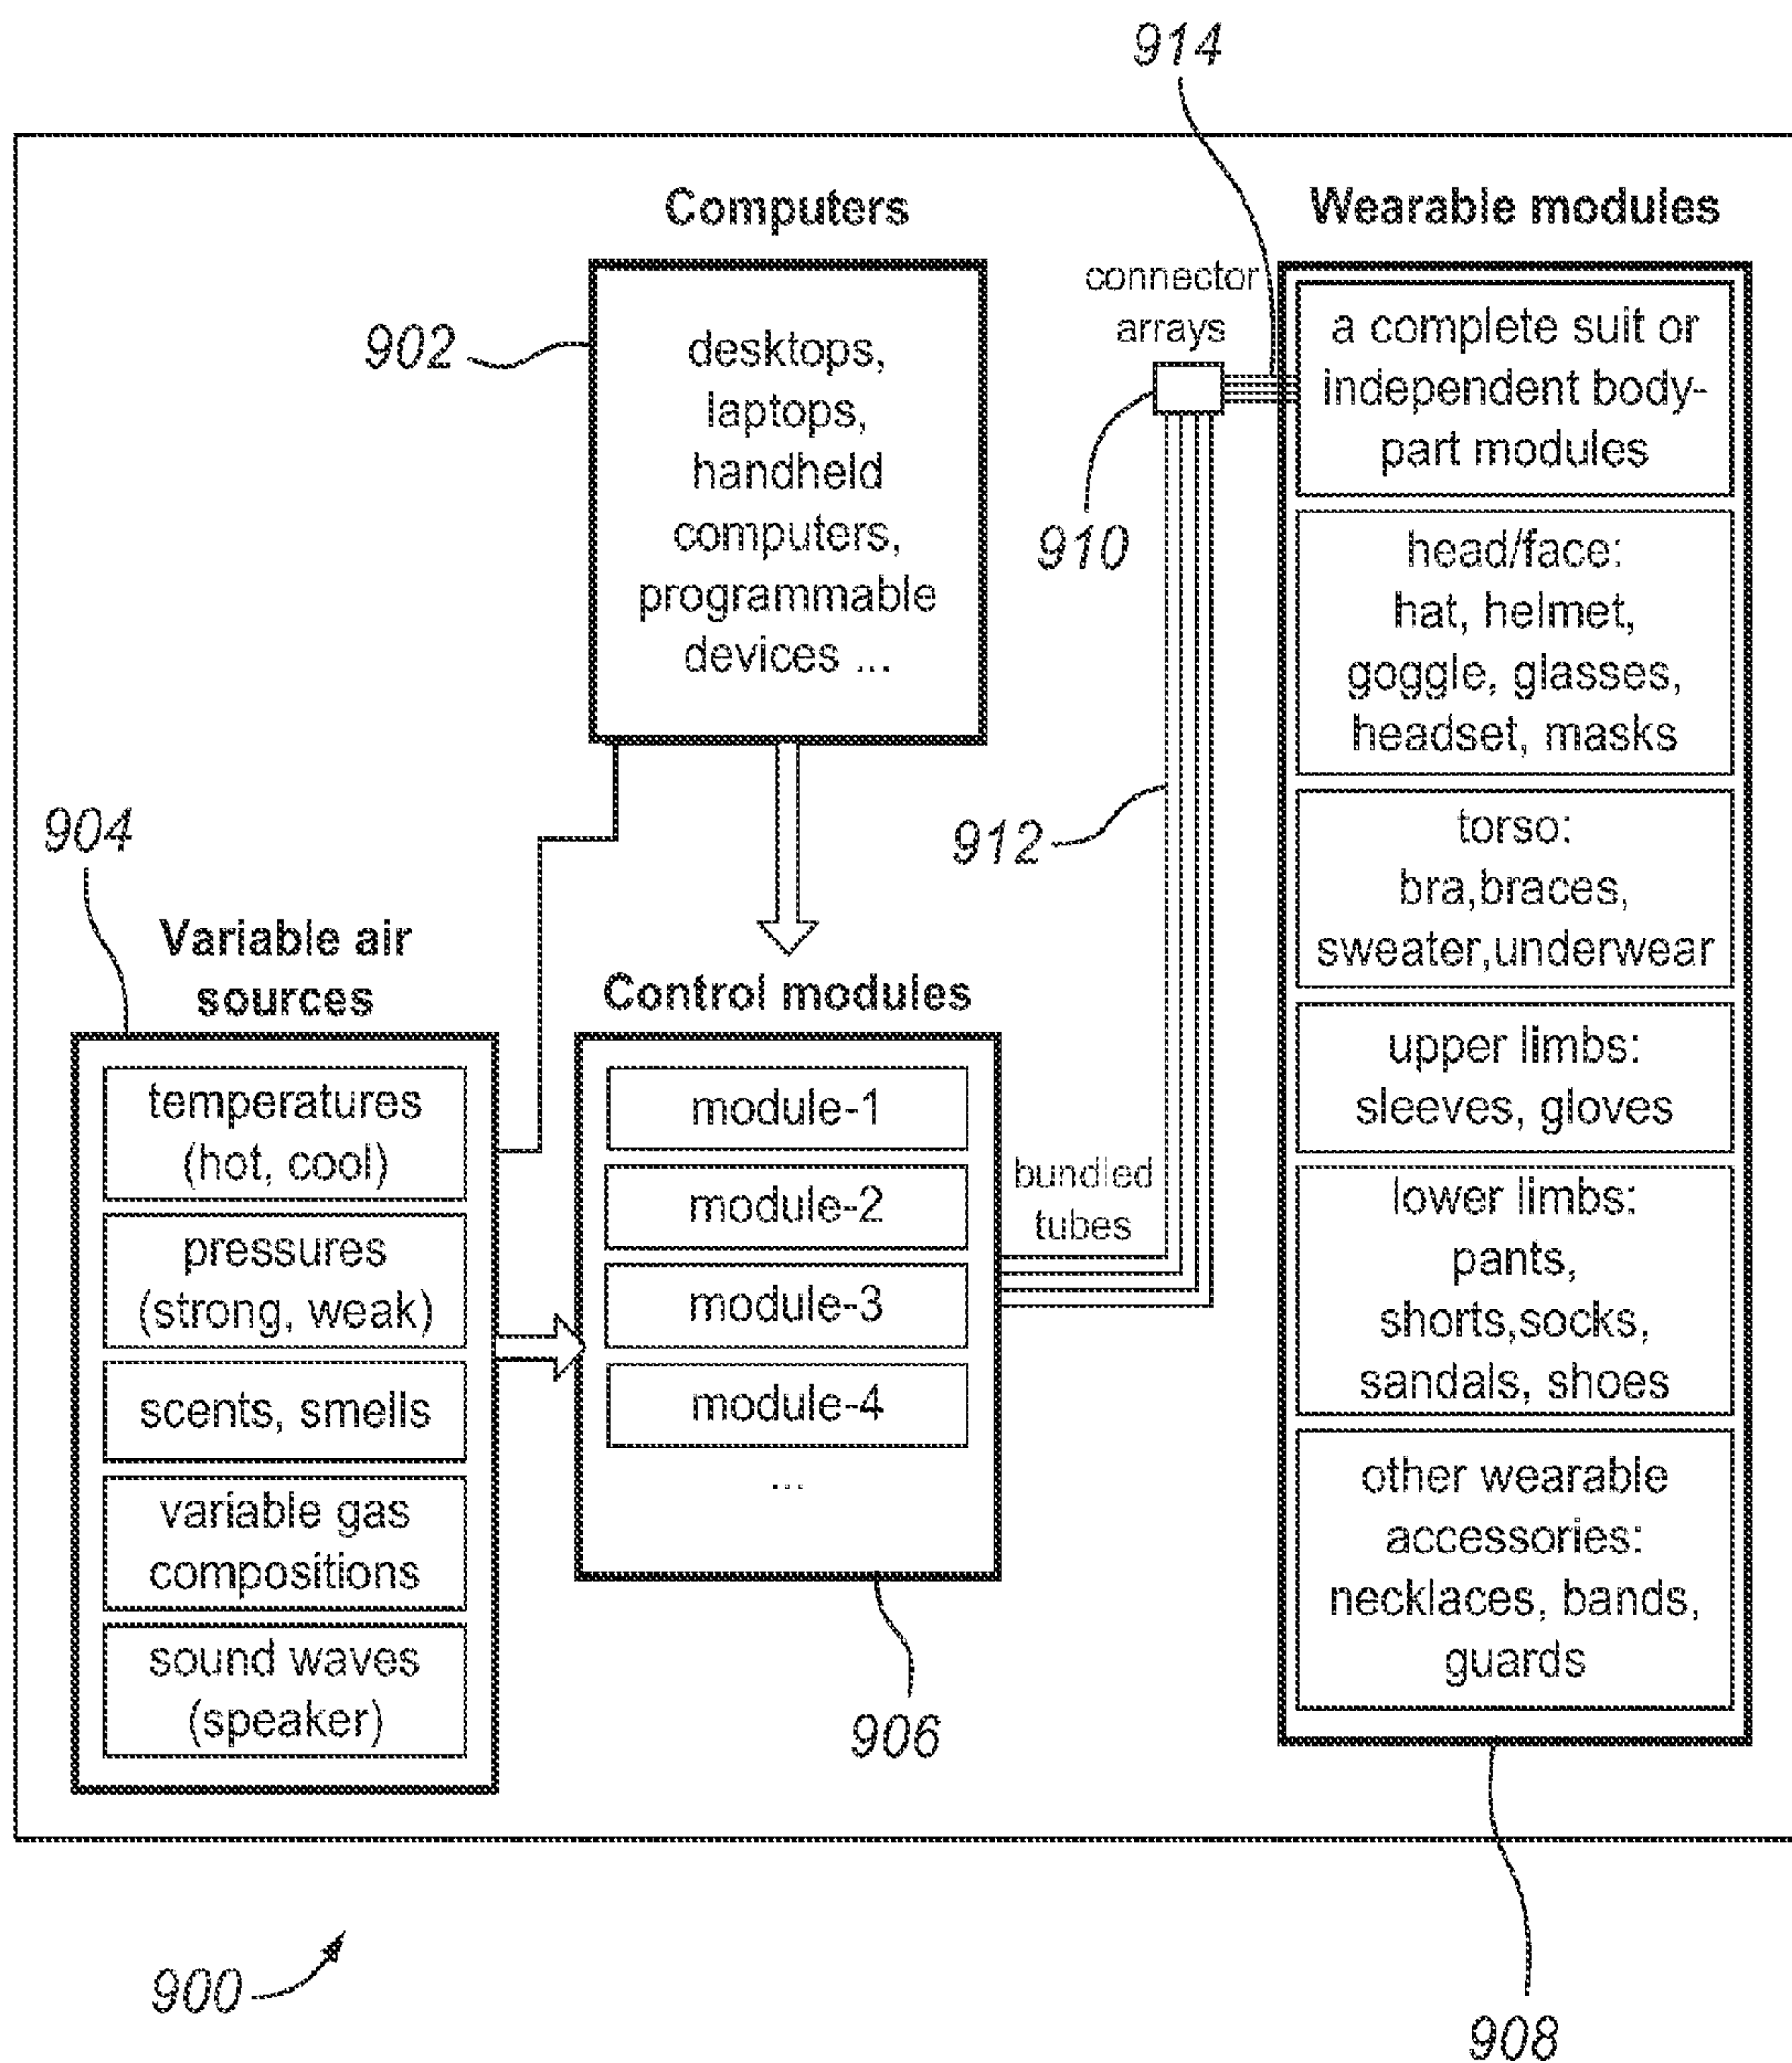 914
Computers
902
desktops,
laptops,
handheld
computers,
programmable
devices ...
connector
arrays
910
912
Wearable modules
a complete suit or
independent body-
part modules
head/face:
hat, helmet,
goggle, glasses,
headset, masks
torso:
bra,braces,
sweater,underwear
upper limbs:
sleeves, gloves
lower limbs:
pants,
shorts,socks,
sandals, shoes
other wearable
accessories:
necklaces, bands,
guards
904
Variable air
sources
temperatures
(hot, cool)
pressures
(strong, weak)
scents, smells
variable gas
compositions
sound waves
(speaker)
Control modules
module-1
module-2
module-3
module-4
...
bundled
tubes
906
900
908